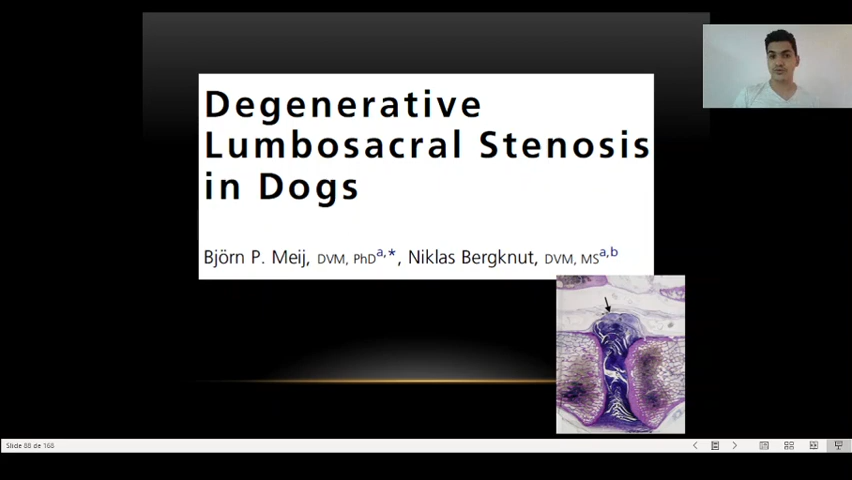 Degenerative
Lumbosacral Stenosis
in Dogs
Björn P. Meij, DVM, PhDa,*, Niklas Bergknut, DVM, MSa,b
Slide 88 de 168